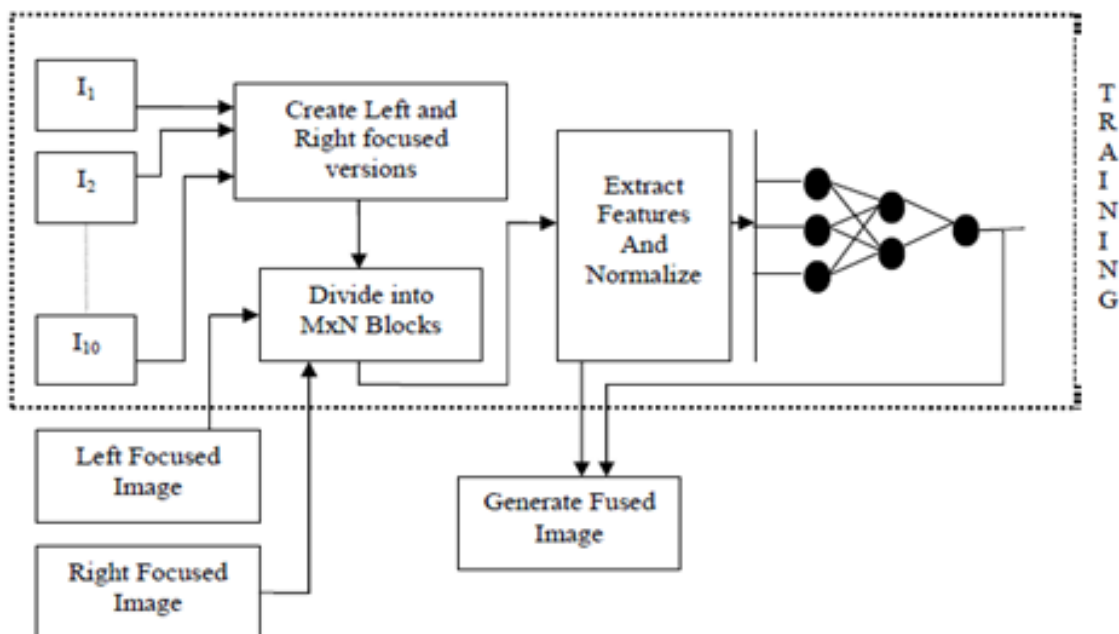 I1
I2
I10
Create Left and
Right focused
versions
Divide into
MxN Blocks
Extract
Features
And
Normalize
TRAINING
Left Focused
Image
Right Focused
Image
Generate Fused
Image